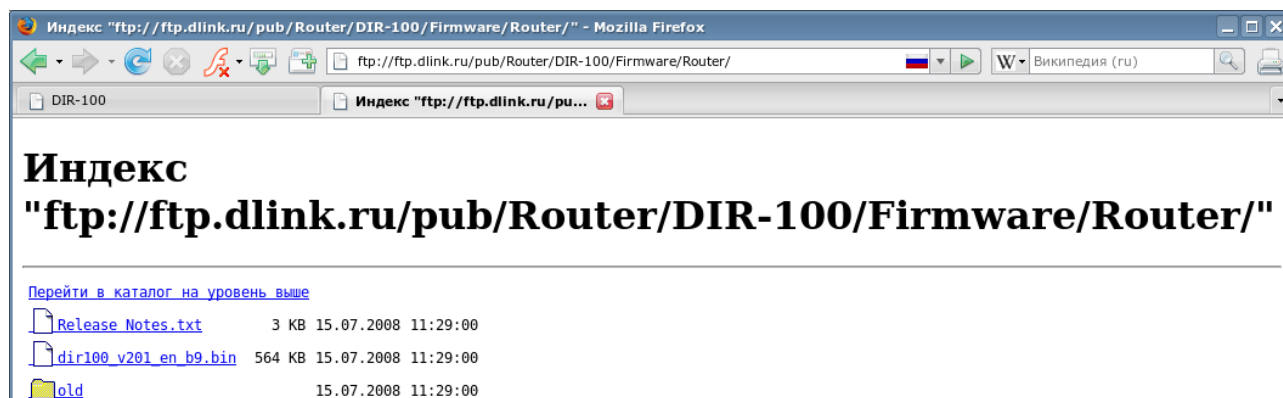 Индекс "ftp://ftp.dlink.ru/pub/Router/DIR-100/Firmware/Router/" - Mozilla Firefox
ftp://ftp.dlink.ru/pub/Router/DIR-100/Firmware/Router/ W Википедия (ru)
DIR-100 Индекс "ftp://ftp.dlink.ru/pu...
Индекс
"ftp://ftp.dlink.ru/pub/Router/DIR-100/Firmware/Router/"
Перейти в каталог на уровень выше
Release Notes.txt 3 KB 15.07.2008 11:29:00
dir100_v201_en_b9.bin 564 KB 15.07.2008 11:29:00
old 15.07.2008 11:29:00